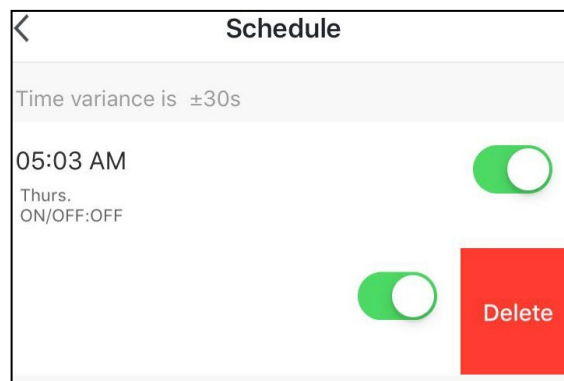 Schedule
Time variance is ±30s
05:03 AM
Thurs.
ON/OFF:OFF
Delete